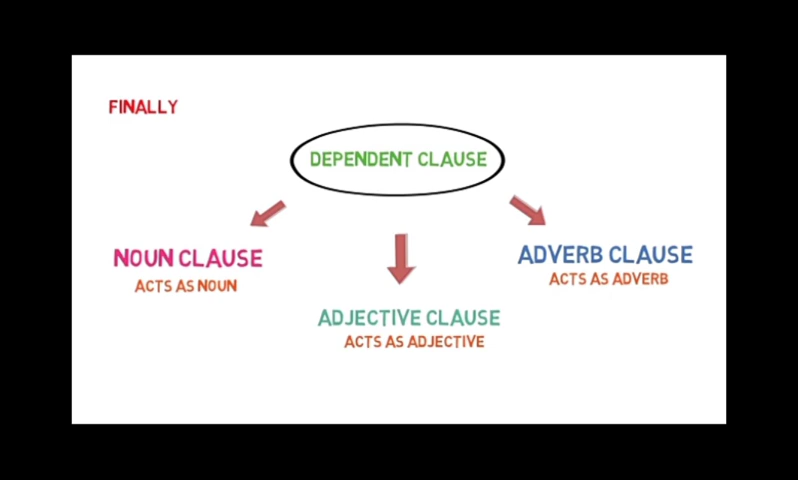 FINALLY
DEPENDENT CLAUSE
NOUN CLAUSE
ACTS AS NOUN
ADJECTIVE CLAUSE
ACTS AS ADJECTIVE
ADVERB CLAUSE
ACTS AS ADVERB